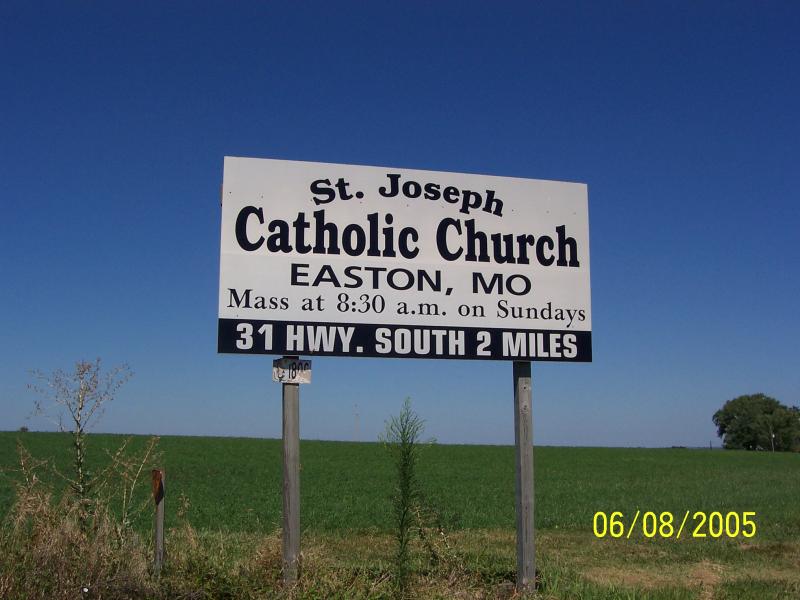 St. Joseph
Catholic Church
EASTON, MO
Mass at 8:30 a.m. on Sundays
31 HWY. SOUTH 2 MILES
06/08/2005